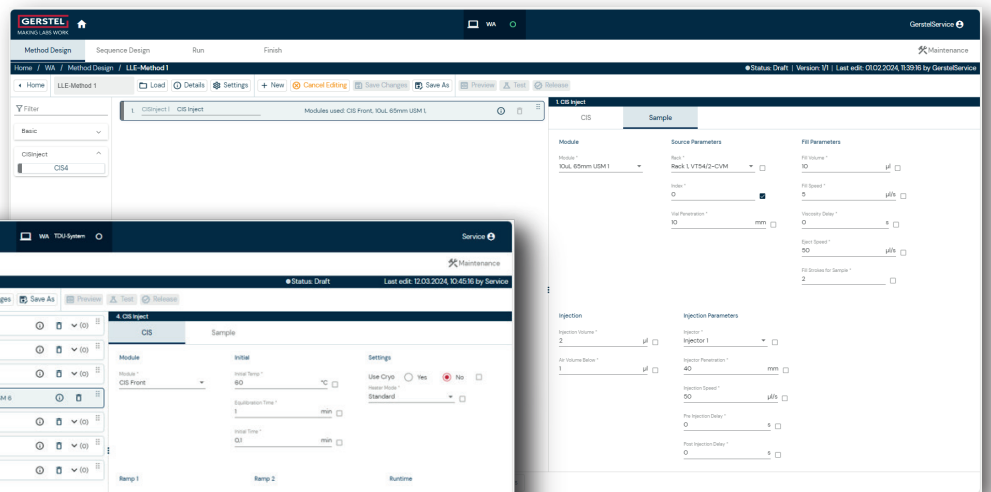 GERSTEL
MAKING LABS WORK
WA
GerstelService
Method Design Sequence Design Run Finish
Maintenance
Home / WA / Method Design / LLE-Method 1
Status: Draft | Version: 1/1 | Last edit: 01.02.2024, 11:39:16 by GerstelService
Home LLE-Method 1 Load Details Settings + New Cancel Editing Save Changes Save As Preview Test Release
Filter
Basic
CISInject
CIS4
1. CISInject 1 CIS Inject Modules used: CIS Front, 10uL 65mm USM 1.
1. CIS Inject
CIS Sample
Module Source Parameters Fill Parameters
Module *
10uL 65mm USM 1
Rack *
Rack 1, VT54/2-CVM
Fill Volume *
10 µl
Index *
0
Fill Speed *
5 µl/s
Vial Penetration *
10 mm
Viscosity Delay *
0 s
Eject Speed *
50 µl/s
Fill Strokes for Sample *
2
Injection Injection Parameters
Injection Volume *
2 µl
Injector *
Injector 1
Air Volume Below *
1 µl
Injector Penetration *
40 mm
Injection Speed *
50 µl/s
Pre Injection Delay *
0 s
Post Injection Delay *
0 s
WA TDU-System
Service
Maintenance
Status: Draft Last edit: 12.03.2024, 10:45:16 by Service
nges Save As Preview Test Release
(0)
(0)
(0)
SM 6
(0)
(0)
(0)
4. CIS Inject
CIS Sample
Module Initial Settings
Module *
CIS Front
Initial Temp *
60 °C
Use Cryo Yes No
Heater Mode *
Standard
Equilibration Time *
1 min
Initial Time *
0.1 min
Ramp 1 Ramp 2 Runtime